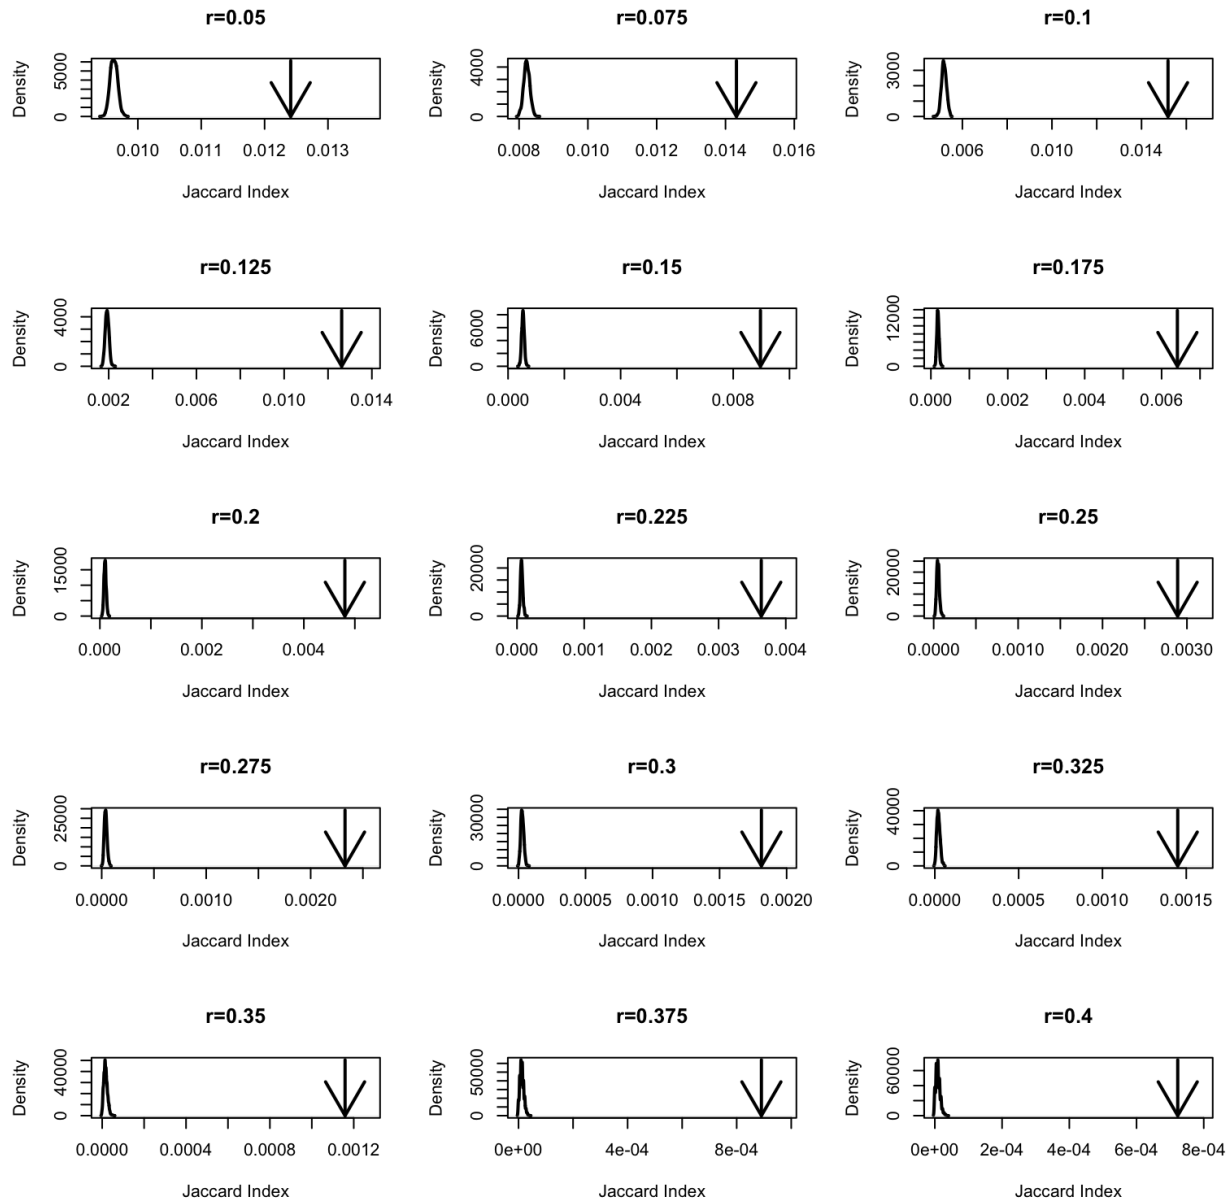 r=0.05
Density
0 5000
0.010 0.011 0.012 0.013
Jaccard Index
r=0.075
Density
0 4000
0.008 0.010 0.012 0.014 0.016
Jaccard Index
r=0.1
Density
0 3000
0.006 0.010 0.014
Jaccard Index
r=0.125
Density
0 4000
0.002 0.006 0.010 0.014
Jaccard Index
r=0.15
Density
0 6000
0.000 0.004 0.008
Jaccard Index
r=0.175
Density
0 12000
0.000 0.002 0.004 0.006
Jaccard Index
r=0.2
Density
0 15000
0.000 0.002 0.004
Jaccard Index
r=0.225
Density
0 20000
0.000 0.001 0.002 0.003 0.004
Jaccard Index
r=0.25
Density
0 20000
0.0000 0.0010 0.0020 0.0030
Jaccard Index
r=0.275
Density
0 25000
0.0000 0.0010 0.0020
Jaccard Index
r=0.3
Density
0 30000
0.0000 0.0005 0.0010 0.0015 0.0020
Jaccard Index
r=0.325
Density
0 40000
0.0000 0.0005 0.0010 0.0015
Jaccard Index
r=0.35
Density
0 40000
0.0000 0.0004 0.0008 0.0012
Jaccard Index
r=0.375
Density
0 50000
0e+00 4e-04 8e-04
Jaccard Index
r=0.4
Density
0 60000
0e+00 2e-04 4e-04 6e-04 8e-04
Jaccard Index